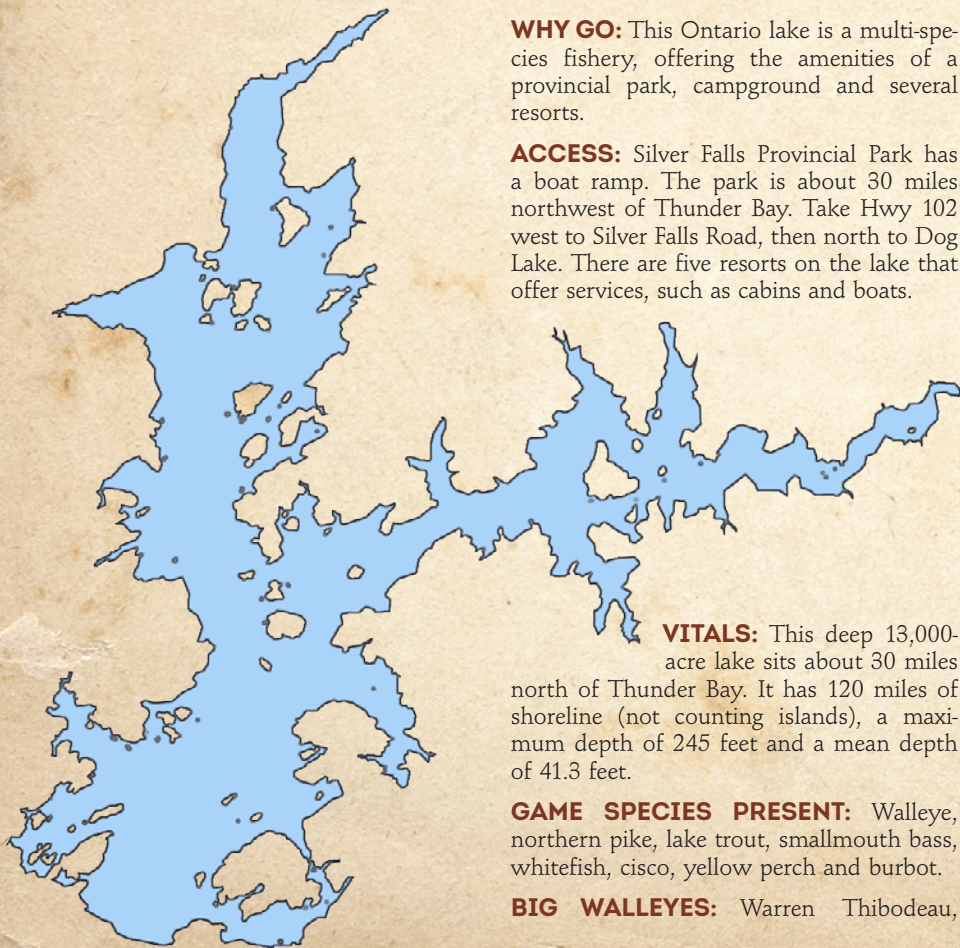 WHY GO: This Ontario lake is a multi-spe-
cies fishery, offering the amenities of a
provincial park, campground and several
resorts.
ACCESS: Silver Falls Provincial Park has
a boat ramp. The park is about 30 miles
northwest of Thunder Bay. Take Hwy 102
west to Silver Falls Road, then north to Dog
Lake. There are five resorts on the lake that
offer services, such as cabins and boats.
VITALS: This deep 13,000-
acre lake sits about 30 miles
north of Thunder Bay. It has 120 miles of
shoreline (not counting islands), a maxi-
mum depth of 245 feet and a mean depth
of 41.3 feet.
GAME SPECIES PRESENT: Walleye,
northern pike, lake trout, smallmouth bass,
whitefish, cisco, yellow perch and burbot.
BIG WALLEYES: Warren Thibodeau,